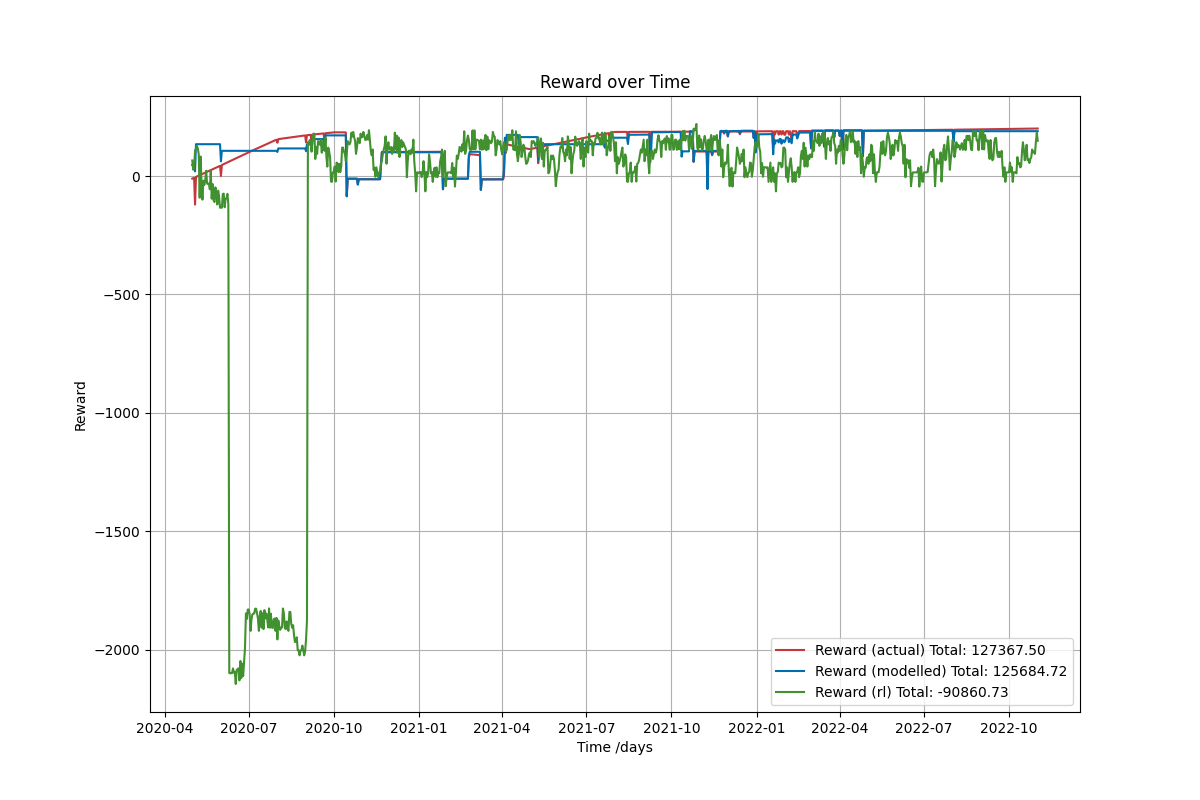 Reward over Time
Reward
0
−500
−1000
−1500
−2000
Reward (actual) Total: 127367.50
Reward (modelled) Total: 125684.72
Reward (rl) Total: -90860.73
2020-04 2020-07 2020-10 2021-01 2021-04 2021-07 2021-10 2022-01 2022-04 2022-07 2022-10
Time /days